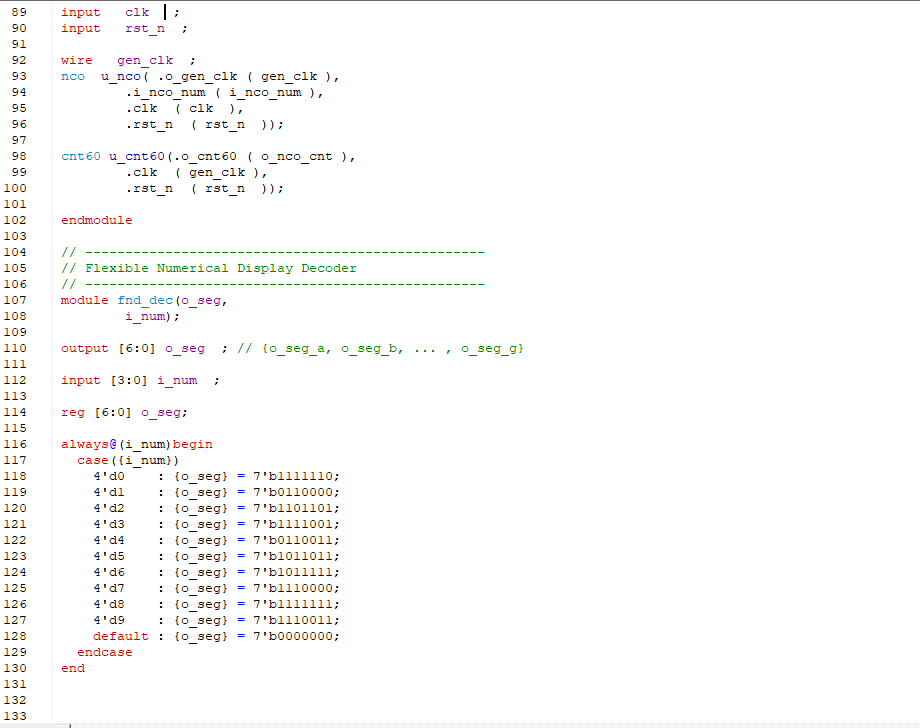 89 input clk ;
90 input rst_n ;
91
92 wire gen_clk ;
93 nco u_nco( .o_gen_clk ( gen_clk ),
94 .i_nco_num ( i_nco_num ),
95 .clk ( clk ),
96 .rst_n ( rst_n ));
97
98 cnt60 u_cnt60(.o_cnt60 ( o_nco_cnt ),
99 .clk ( gen_clk ),
100 .rst_n ( rst_n ));
101
102 endmodule
103
104 // --------------------------------------------------
105 // Flexible Numerical Display Decoder
106 // --------------------------------------------------
107 module fnd_dec(o_seg,
108 i_num);
109
110 output [6:0] o_seg ; // {o_seg_a, o_seg_b, ... , o_seg_g}
111
112 input [3:0] i_num ;
113
114 reg [6:0] o_seg;
115
116 always@(i_num)begin
117 case({i_num})
118 4'd0 : {o_seg} = 7'b1111110;
119 4'd1 : {o_seg} = 7'b0110000;
120 4'd2 : {o_seg} = 7'b1101101;
121 4'd3 : {o_seg} = 7'b1111001;
122 4'd4 : {o_seg} = 7'b0110011;
123 4'd5 : {o_seg} = 7'b1011011;
124 4'd6 : {o_seg} = 7'b1011111;
125 4'd7 : {o_seg} = 7'b1110000;
126 4'd8 : {o_seg} = 7'b1111111;
127 4'd9 : {o_seg} = 7'b1110011;
128 default : {o_seg} = 7'b0000000;
129 endcase
130 end
131
132
133